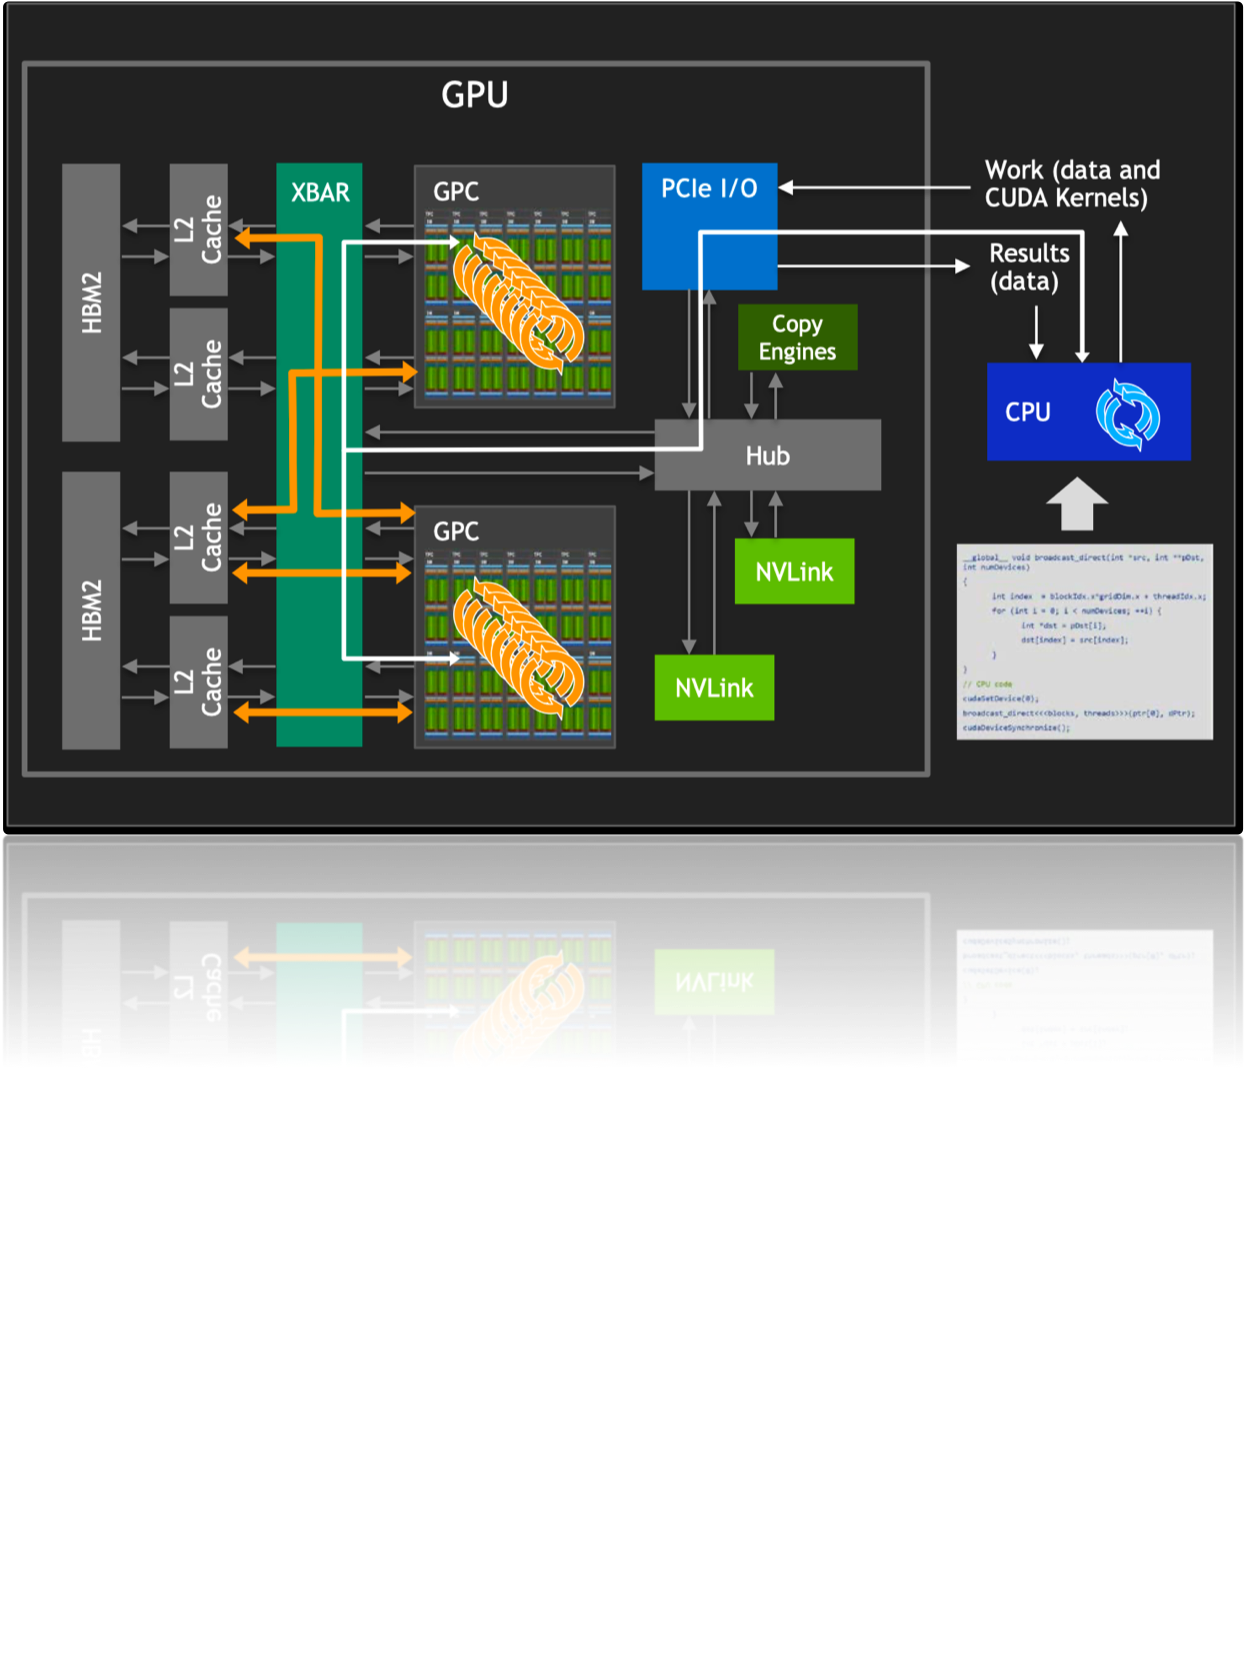 GPU
HBM2
HBM2
L2
Cache
L2
Cache
L2
Cache
L2
Cache
XBAR
GPC
GPC
PCIe I/O
Copy
Engines
Hub
NVLink
NVLink
Work (data and
CUDA Kernels)
Results
(data)
CPU
__global__ void broadcast_direct(int *src, int **pDst,
int numDevices)
{
int index = blockIdx.x*gridDim.x + threadIdx.x;
for (int i = 0; i < numDevices; ++i) {
int *dst = pDst[i];
dst[index] = src[index];
}
}
// CPU code
cudaSetDevice(0);
broadcast_direct<<<blocks, threads>>>(ptr[0], dPtr);
cudaDeviceSynchronize();